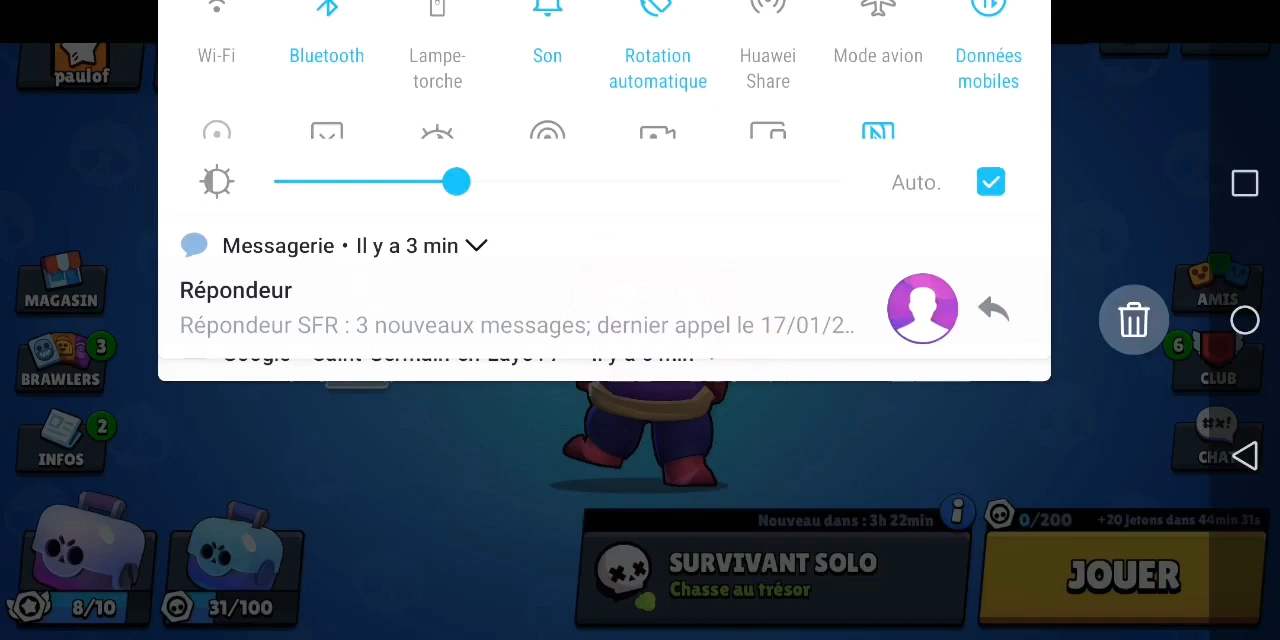 Wi-Fi
Bluetooth
Lampe-
torche
Son
Rotation
automatique
Huawei
Share
Mode avion
Données
mobiles
Auto.
Messagerie • Il y a 3 min
Répondeur
Répondeur SFR : 3 nouveaux messages; dernier appel le 17/01/2..
paulof
MAGASIN
3
BRAWLERS
2
INFOS
AMIS
6
CLUB
#x!
CHAT
8/10
31/100
Nouveau dans : 3h 22min
SURVIVANT SOLO
Chasse au trésor
0/200
+20 Jetons dans 44min 31s
JOUER